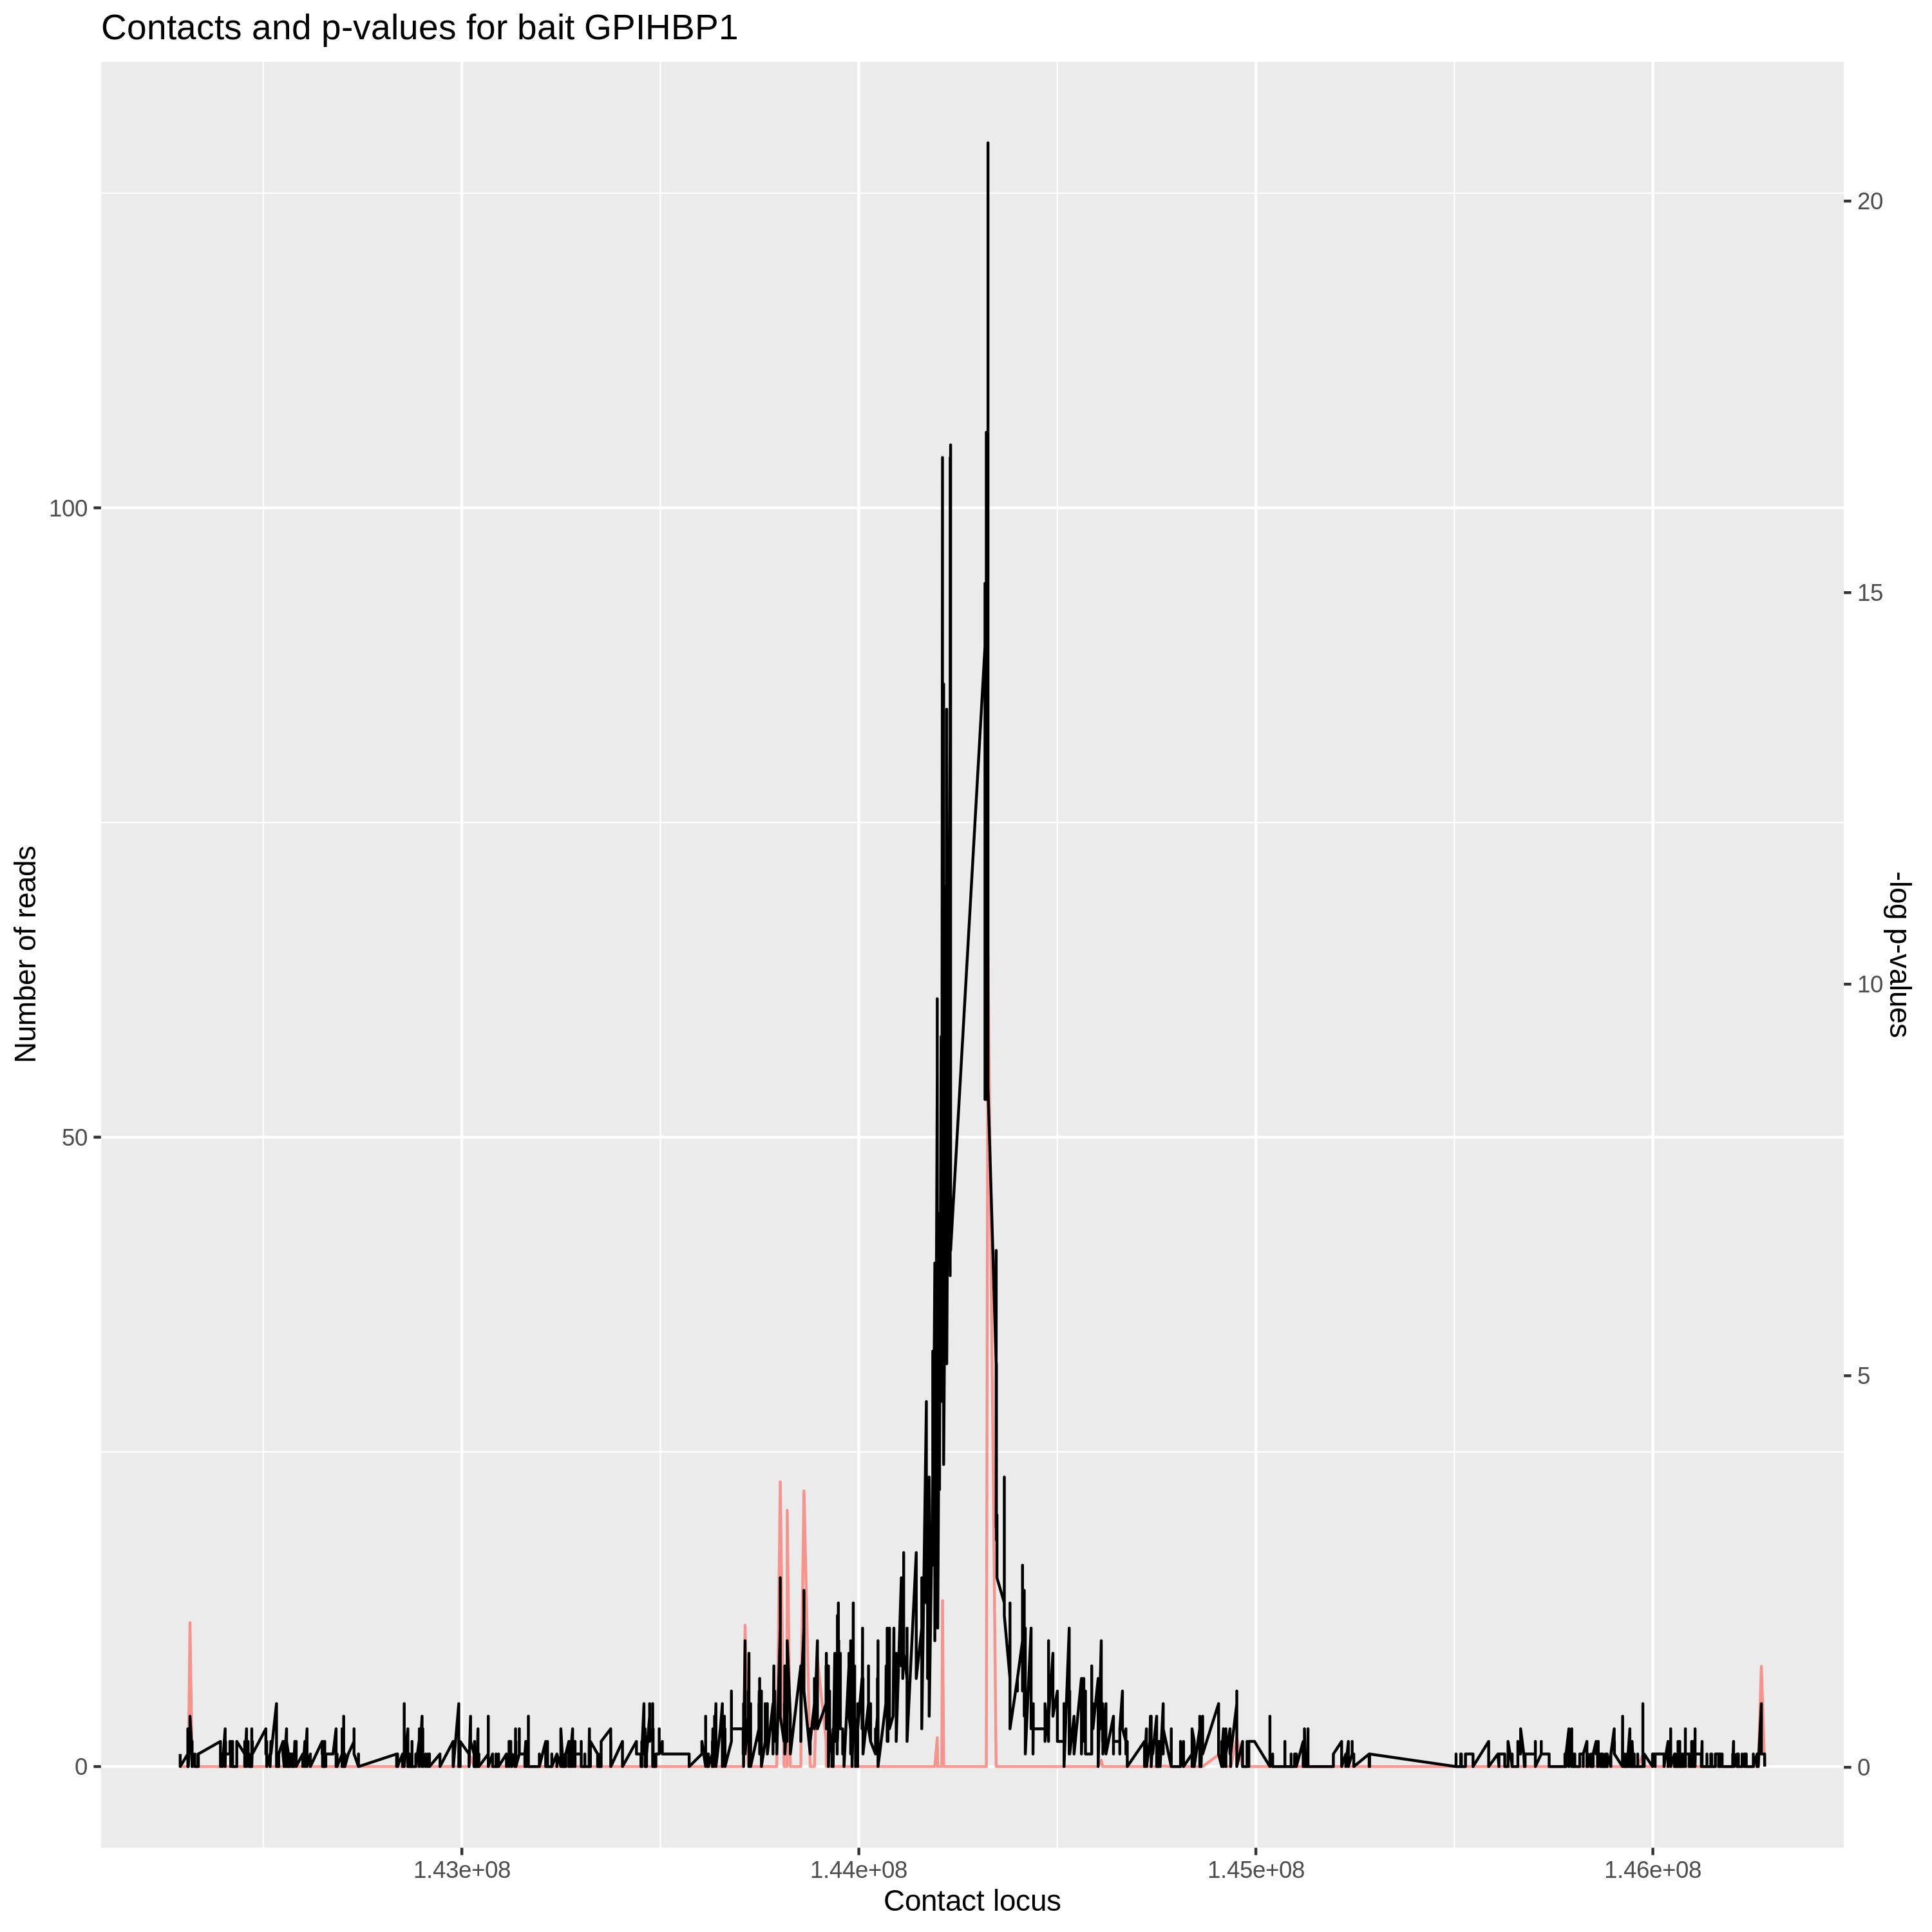 Contacts and p-values for bait GPIHBP1
Number of reads
100
50
0
20
15
10
5
0
-log p-values
1.43e+08
1.44e+08
1.45e+08
1.46e+08
Contact locus